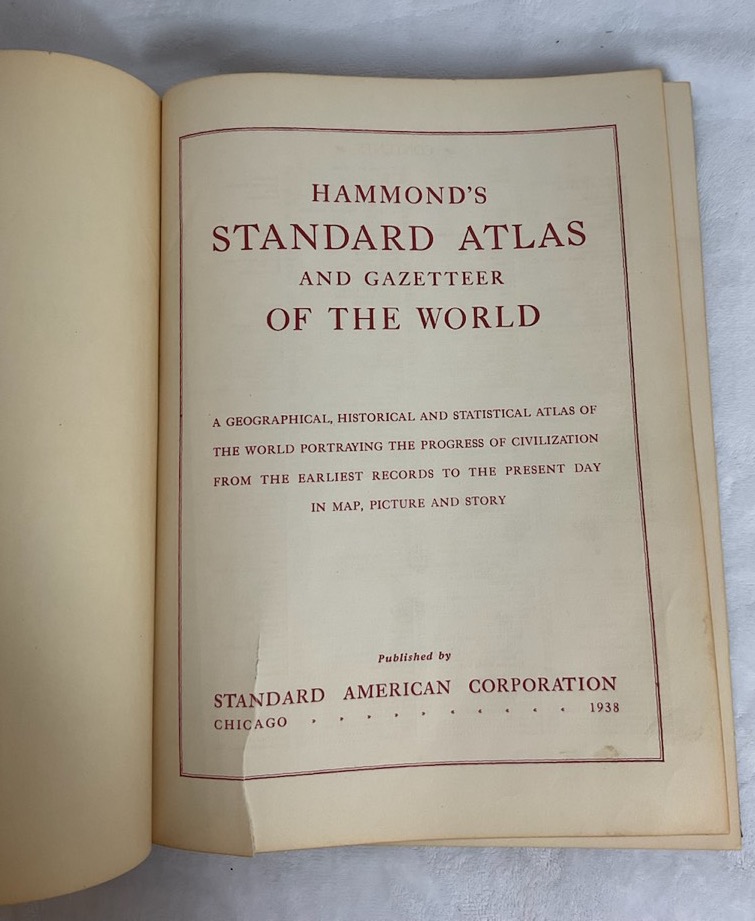 HAMMOND'S
STANDARD ATLAS
AND GAZETTEER
OF THE WORLD
A GEOGRAPHICAL, HISTORICAL AND STATISTICAL ATLAS OF
THE WORLD PORTRAYING THE PROGRESS OF CIVILIZATION
FROM THE EARLIEST RECORDS TO THE PRESENT DAY
IN MAP, PICTURE AND STORY
Published by
STANDARD AMERICAN CORPORATION
CHICAGO . . . . . . . . . . 1938